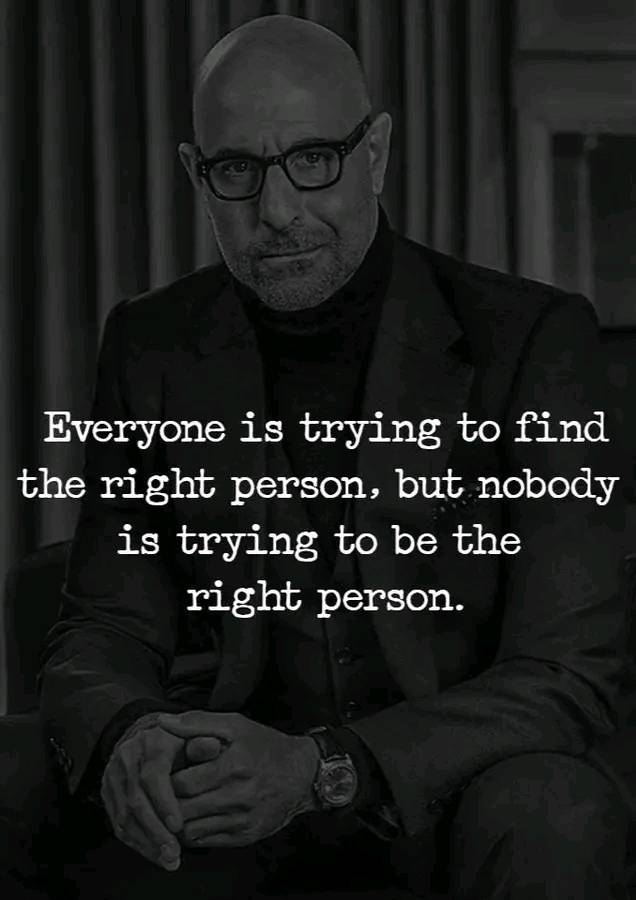 Everyone is trying to find
the right person, but nobody
is trying to be the
right person.